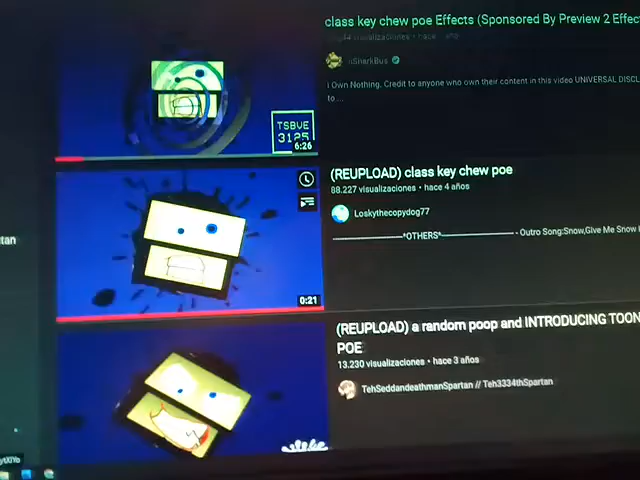 class key chew poe Effects (Sponsored By Preview 2 Effec
visualizaciones • hace
iSharkBus
I Own Nothing. Credit to anyone who own their content in this video UNIVERSAL DISCL
to ...
TSBVE
3125
6:26
(REUPLOAD) class key chew poe
88.227 visualizaciones • hace 4 años
Loskythecopydog77
*OTHERS* - Outro Song:Snow,Give Me Snow
0:21
tan
(REUPLOAD) a random poop and INTRODUCING TOON
POE
13.230 visualizaciones • hace 3 años
TehSeddandeathmanSpartan // Teh3334thSpartan